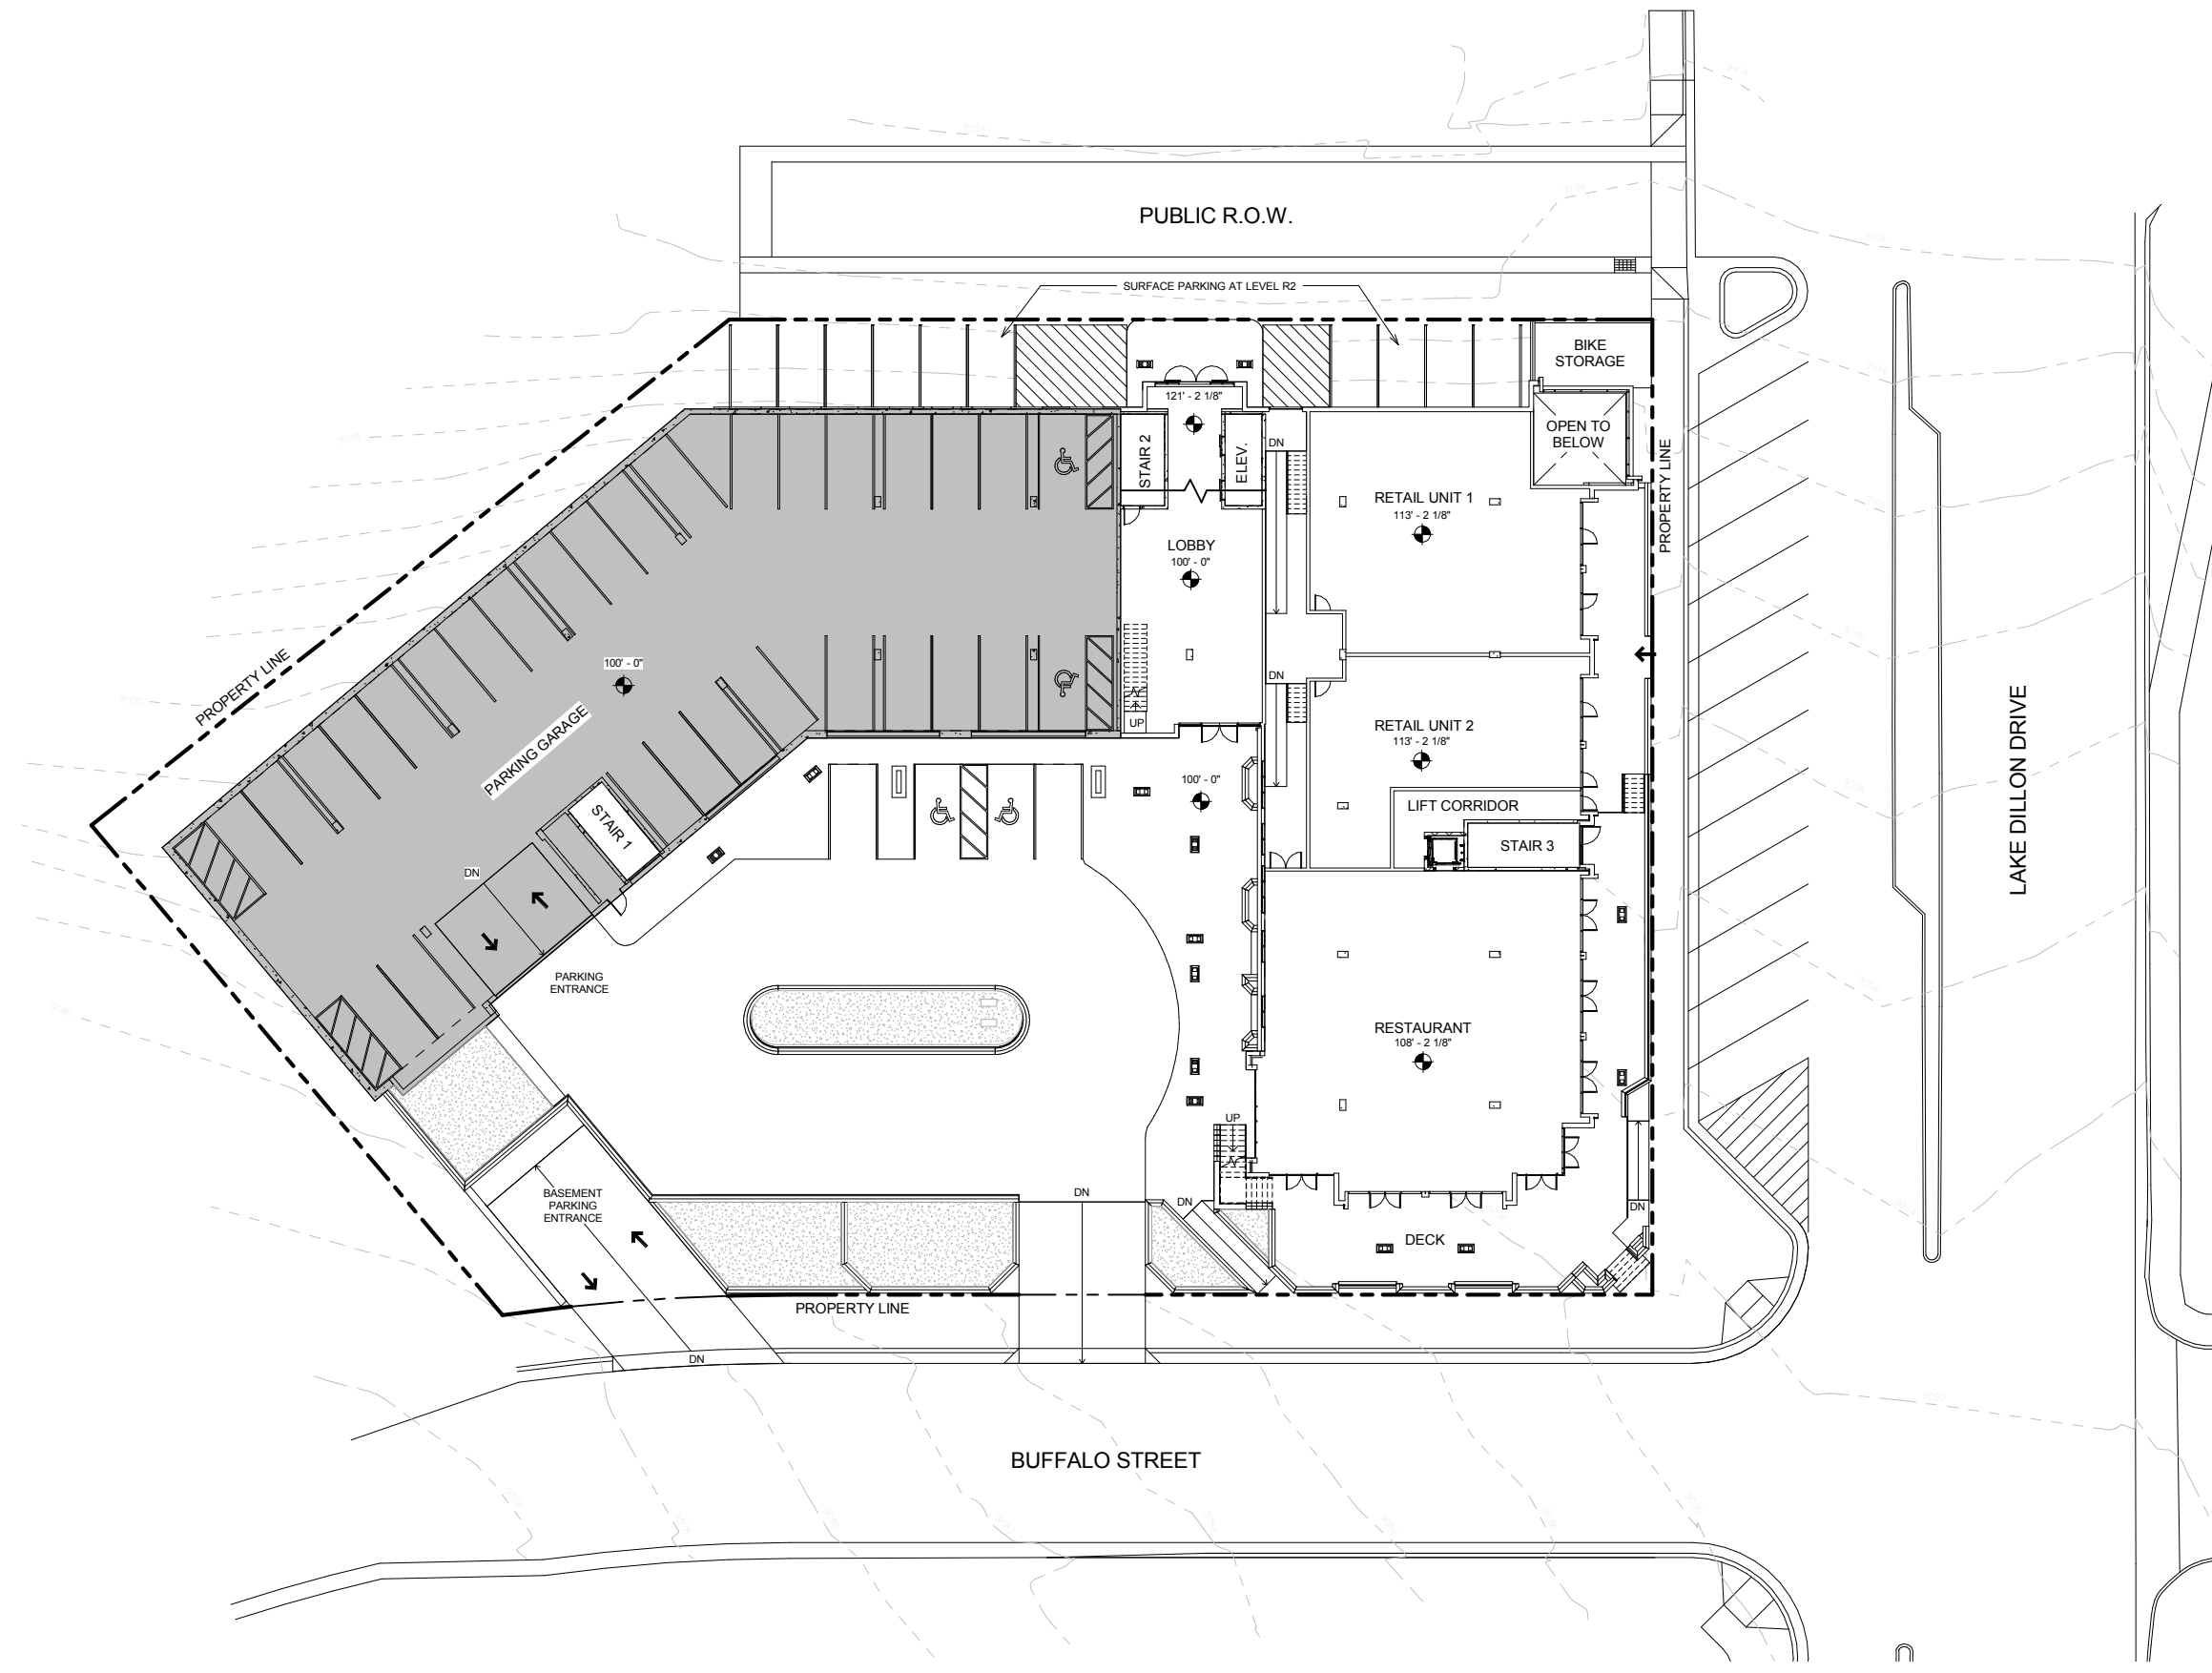 PUBLIC R.O.W.
SURFACE PARKING AT LEVEL R2
BIKE
STORAGE
121' - 2 1/8"
OPEN TO
BELOW
STAIR 2
ELEV.
DN
PROPERTY LINE
RETAIL UNIT 1
113' - 2 1/8"
LOBBY
100' - 0"
PROPERTY LINE
100' - 0"
PARKING GARAGE
DN
UP
RETAIL UNIT 2
113' - 2 1/8"
LAKE DILLON DRIVE
100' - 0"
LIFT CORRIDOR
STAIR 1
STAIR 3
DN
PARKING
ENTRANCE
RESTAURANT
108' - 2 1/8"
UP
BASEMENT
PARKING
ENTRANCE
DN
DN
DN
DECK
PROPERTY LINE
DN
BUFFALO STREET